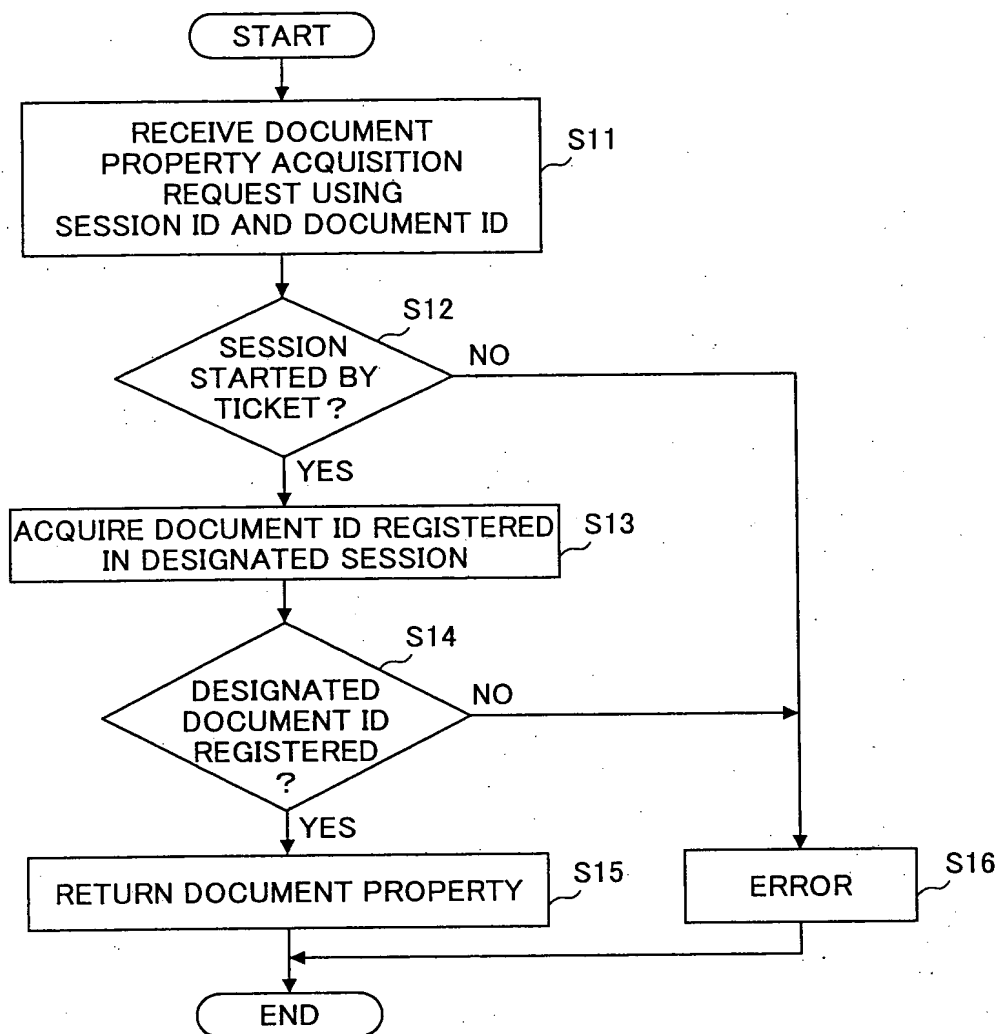 START
RECEIVE DOCUMENT
PROPERTY ACQUISITION
REQUEST USING
SESSION ID AND DOCUMENT ID
S11
S12
SESSION
STARTED BY
TICKET ?
NO
YES
ACQUIRE DOCUMENT ID REGISTERED
IN DESIGNATED SESSION
S13
S14
DESIGNATED
DOCUMENT ID
REGISTERED
?
NO
YES
RETURN DOCUMENT PROPERTY
S15
ERROR
S16
END